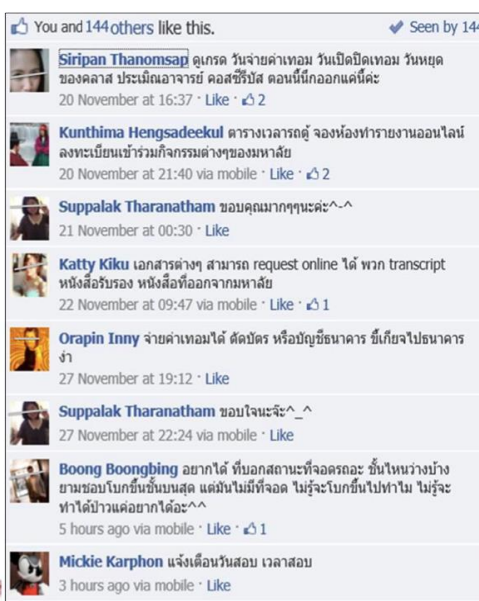 You and 144 others like this.
Seen by 144
Siripan Thanomsap ดูเกรด วันจ่ายค่าเทอม วันเปิดปิดเทอม วันหยุด
ของคลาส ประเมิณอาจารย์ คอสซีรีบัส ตอนนี้นึกออกแค่นี้ค่ะ
20 November at 16:37 · Like · 2
Kunthima Hengsadeekul ตารางเวลารถตู้ จองห้องทำรายงานออนไลน์
ลงทะเบียนเข้าร่วมกิจกรรมต่างๆของมหาลัย
20 November at 21:40 via mobile · Like · 2
Suppalak Tharanatham ขอบคุณมากๆๆนะค่ะ^-^
21 November at 00:30 · Like
Katty Kiku เอกสารต่างๆ สามารถ request online ได้ พวก transcript
หนังสือรับรอง หนังสือที่ออกจากมหาลัย
22 November at 09:47 via mobile · Like · 1
Orapin Inny จ่ายค่าเทอมได้ ตัดบัตร หรือบัญชีธนาคาร ขี้เกียจไปธนาคาร
ง่า
27 November at 19:12 · Like
Suppalak Tharanatham ขอบใจนะจ๊ะ^_^
27 November at 22:24 via mobile · Like
Boong Boongbing อยากได้ ที่บอกสถานะที่จอดรถอะ ชั้นไหนว่างบ้าง
ยามชอบโบกขึ้นชั้นบนสุด แต่มันไม่มีที่จอด ไม่รู้จะโบกขึ้นไปทำไม ไม่รู้จะ
ทำได้ป่าวแค่อยากได้อะ^^
5 hours ago via mobile · Like · 1
Mickie Karphon แจ้งเตือนวันสอบ เวลาสอบ
3 hours ago via mobile · Like